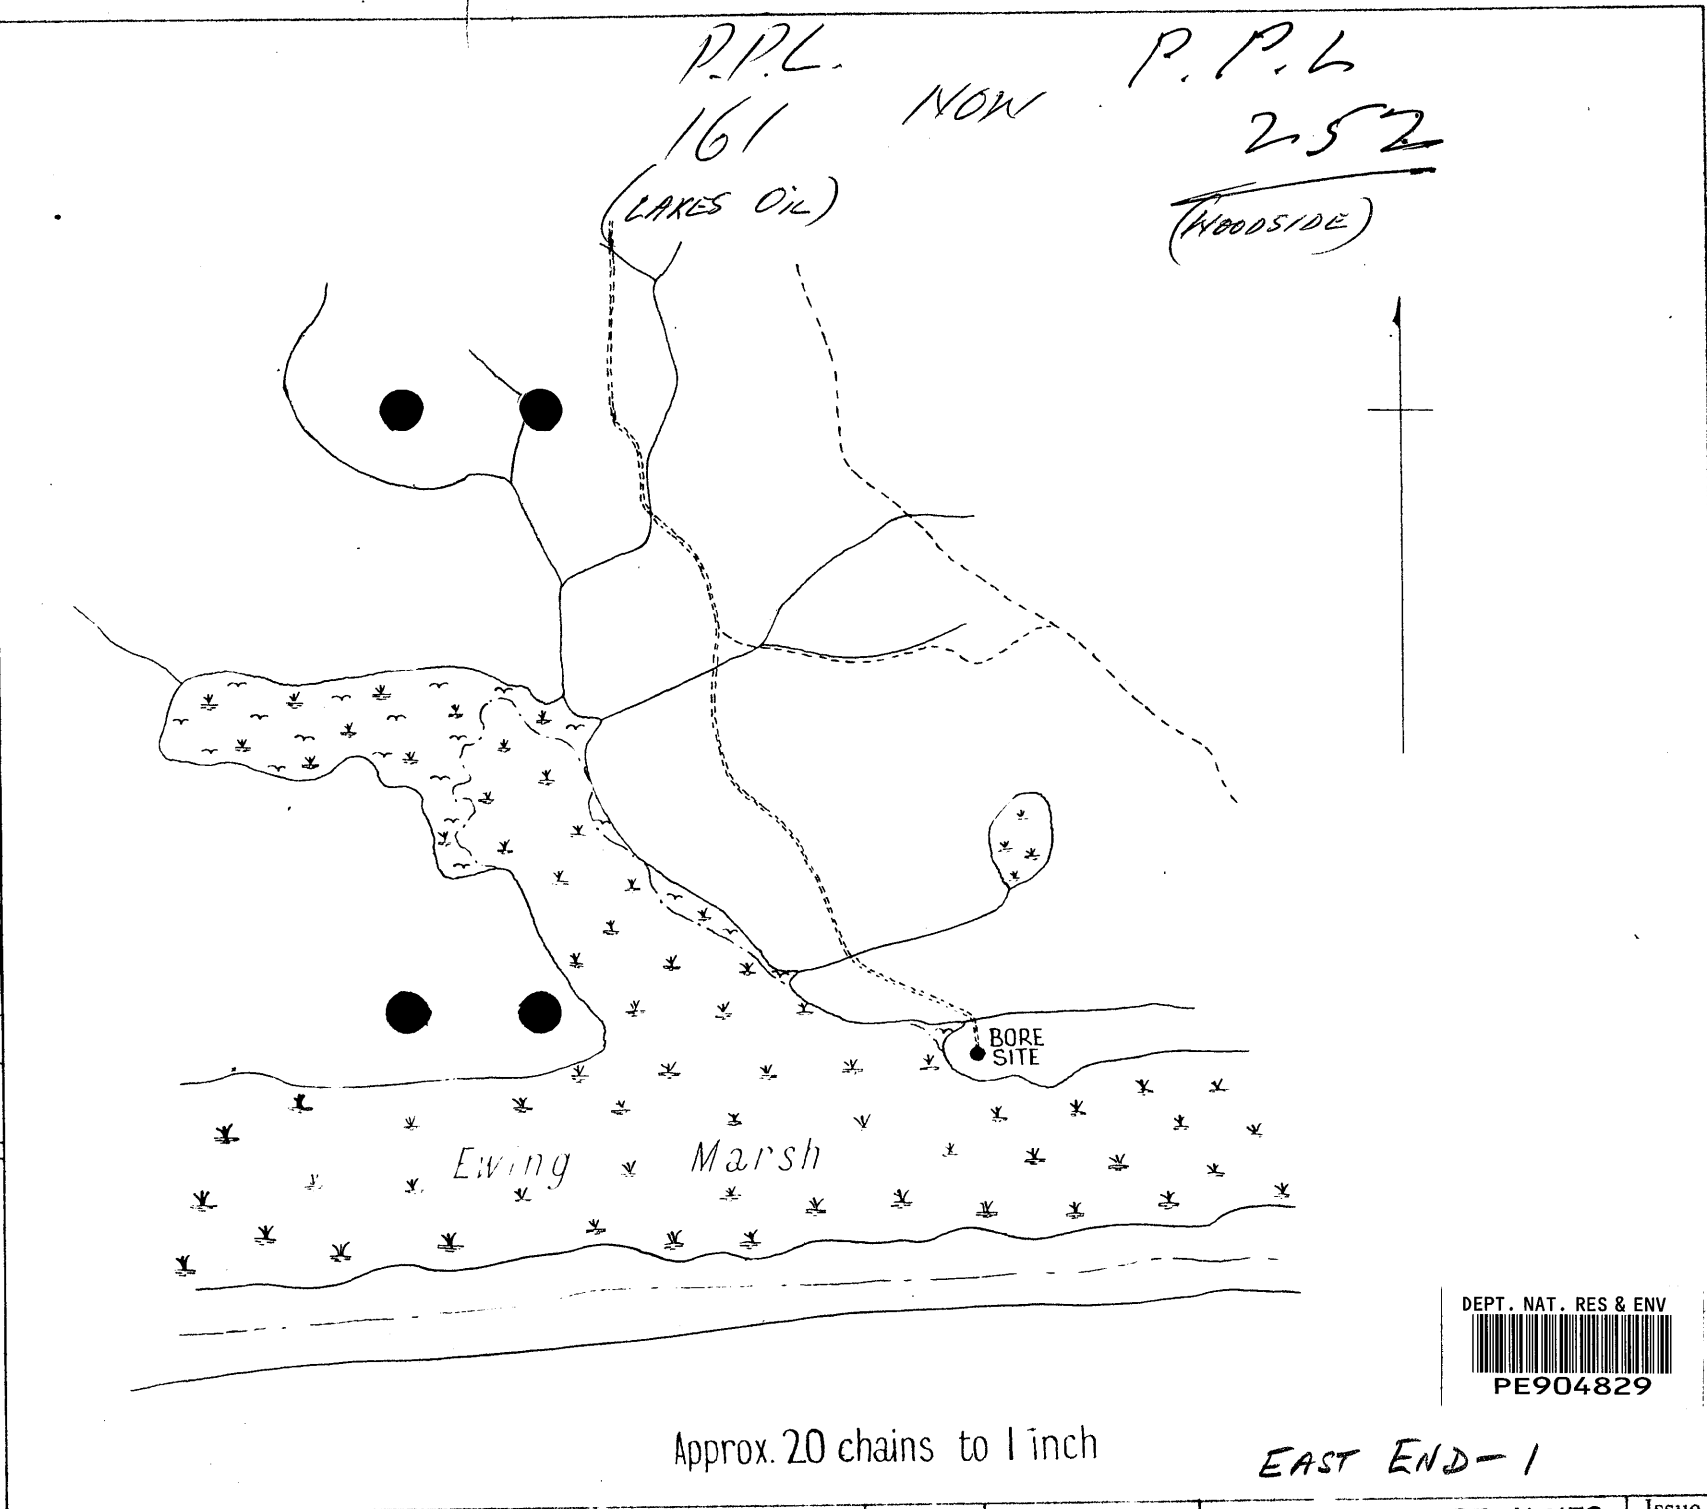 P.P.L.
161
(LAKES OIL)
NOW
P.P.L
252
(WOODSIDE)
BORE
SITE
Ewing Marsh
DEPT. NAT. RES & ENV
PE904829
Approx. 20 chains to 1 inch
EAST END-1
Issue